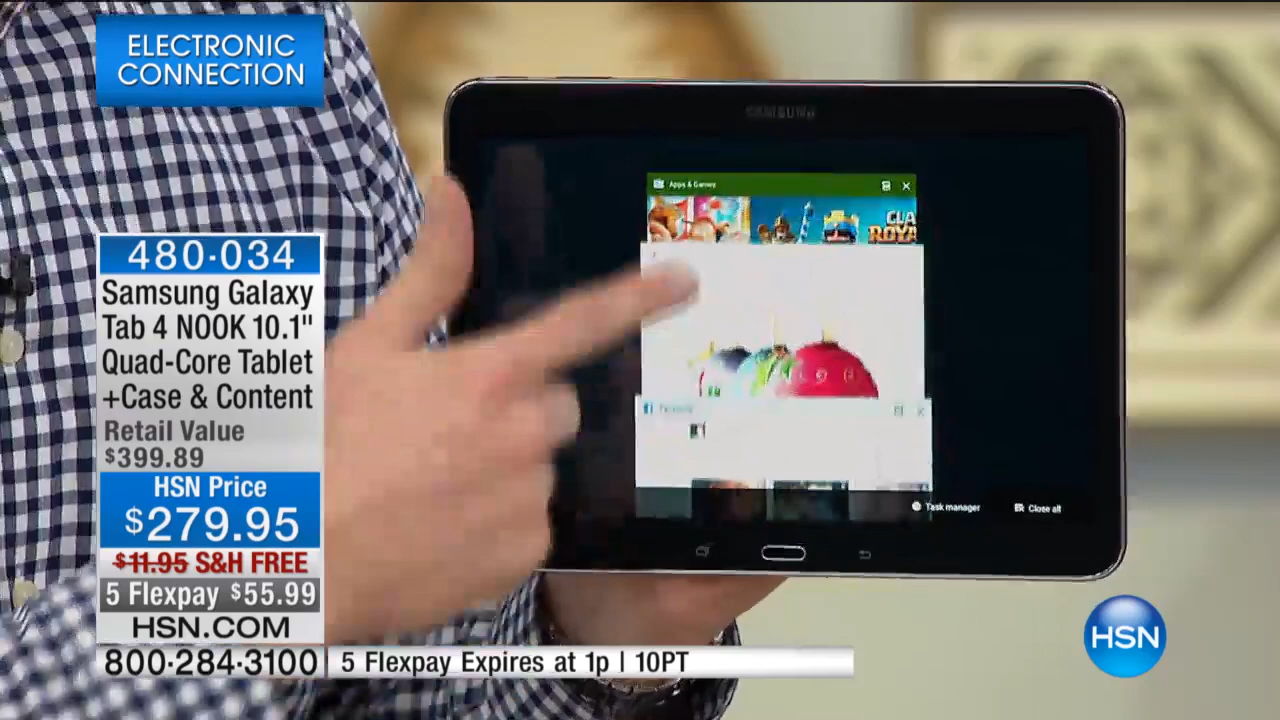 ELECTRONIC
CONNECTION
SAMSUNG
Apps & Games
CLA
ROYA
480-034
Samsung Galaxy
Tab 4 NOOK 10.1"
Quad-Core Tablet
+Case & Content
Retail Value
$399.89
HSN Price
$279.95
$11.95 S&H FREE
5 Flexpay $55.99
HSN.COM
800-284-3100
5 Flexpay Expires at 1p | 10PT
Task manager
Close all
HSN